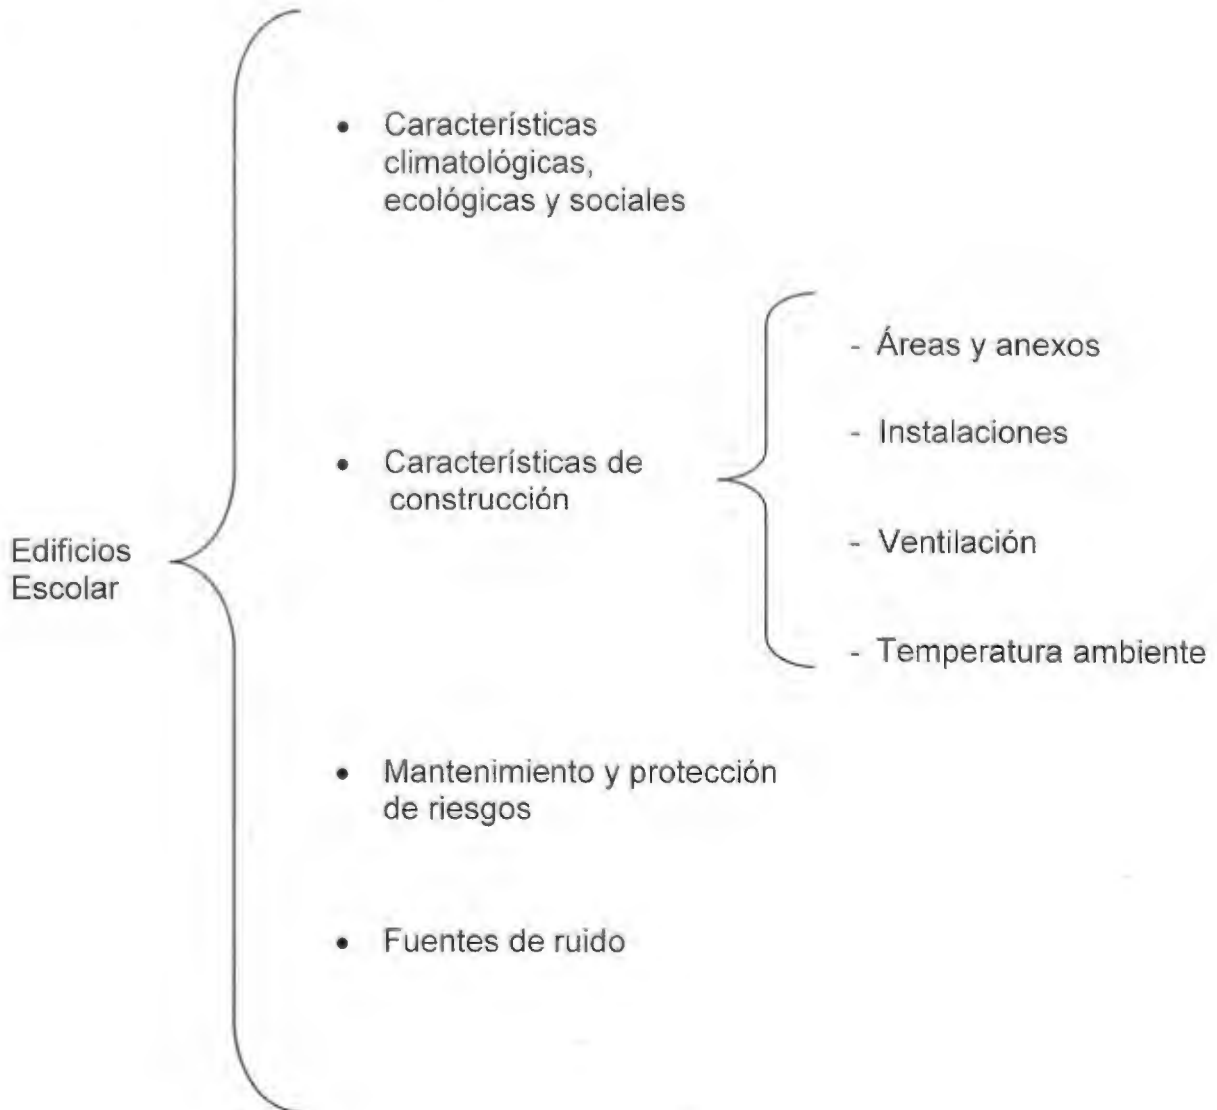 • Características
climatológicas,
ecológicas y sociales
- Áreas y anexos
- Instalaciones
• Características de
construcción
- Ventilación
Edificios
Escolar
- Temperatura ambiente
• Mantenimiento y protección
de riesgos
• Fuentes de ruido